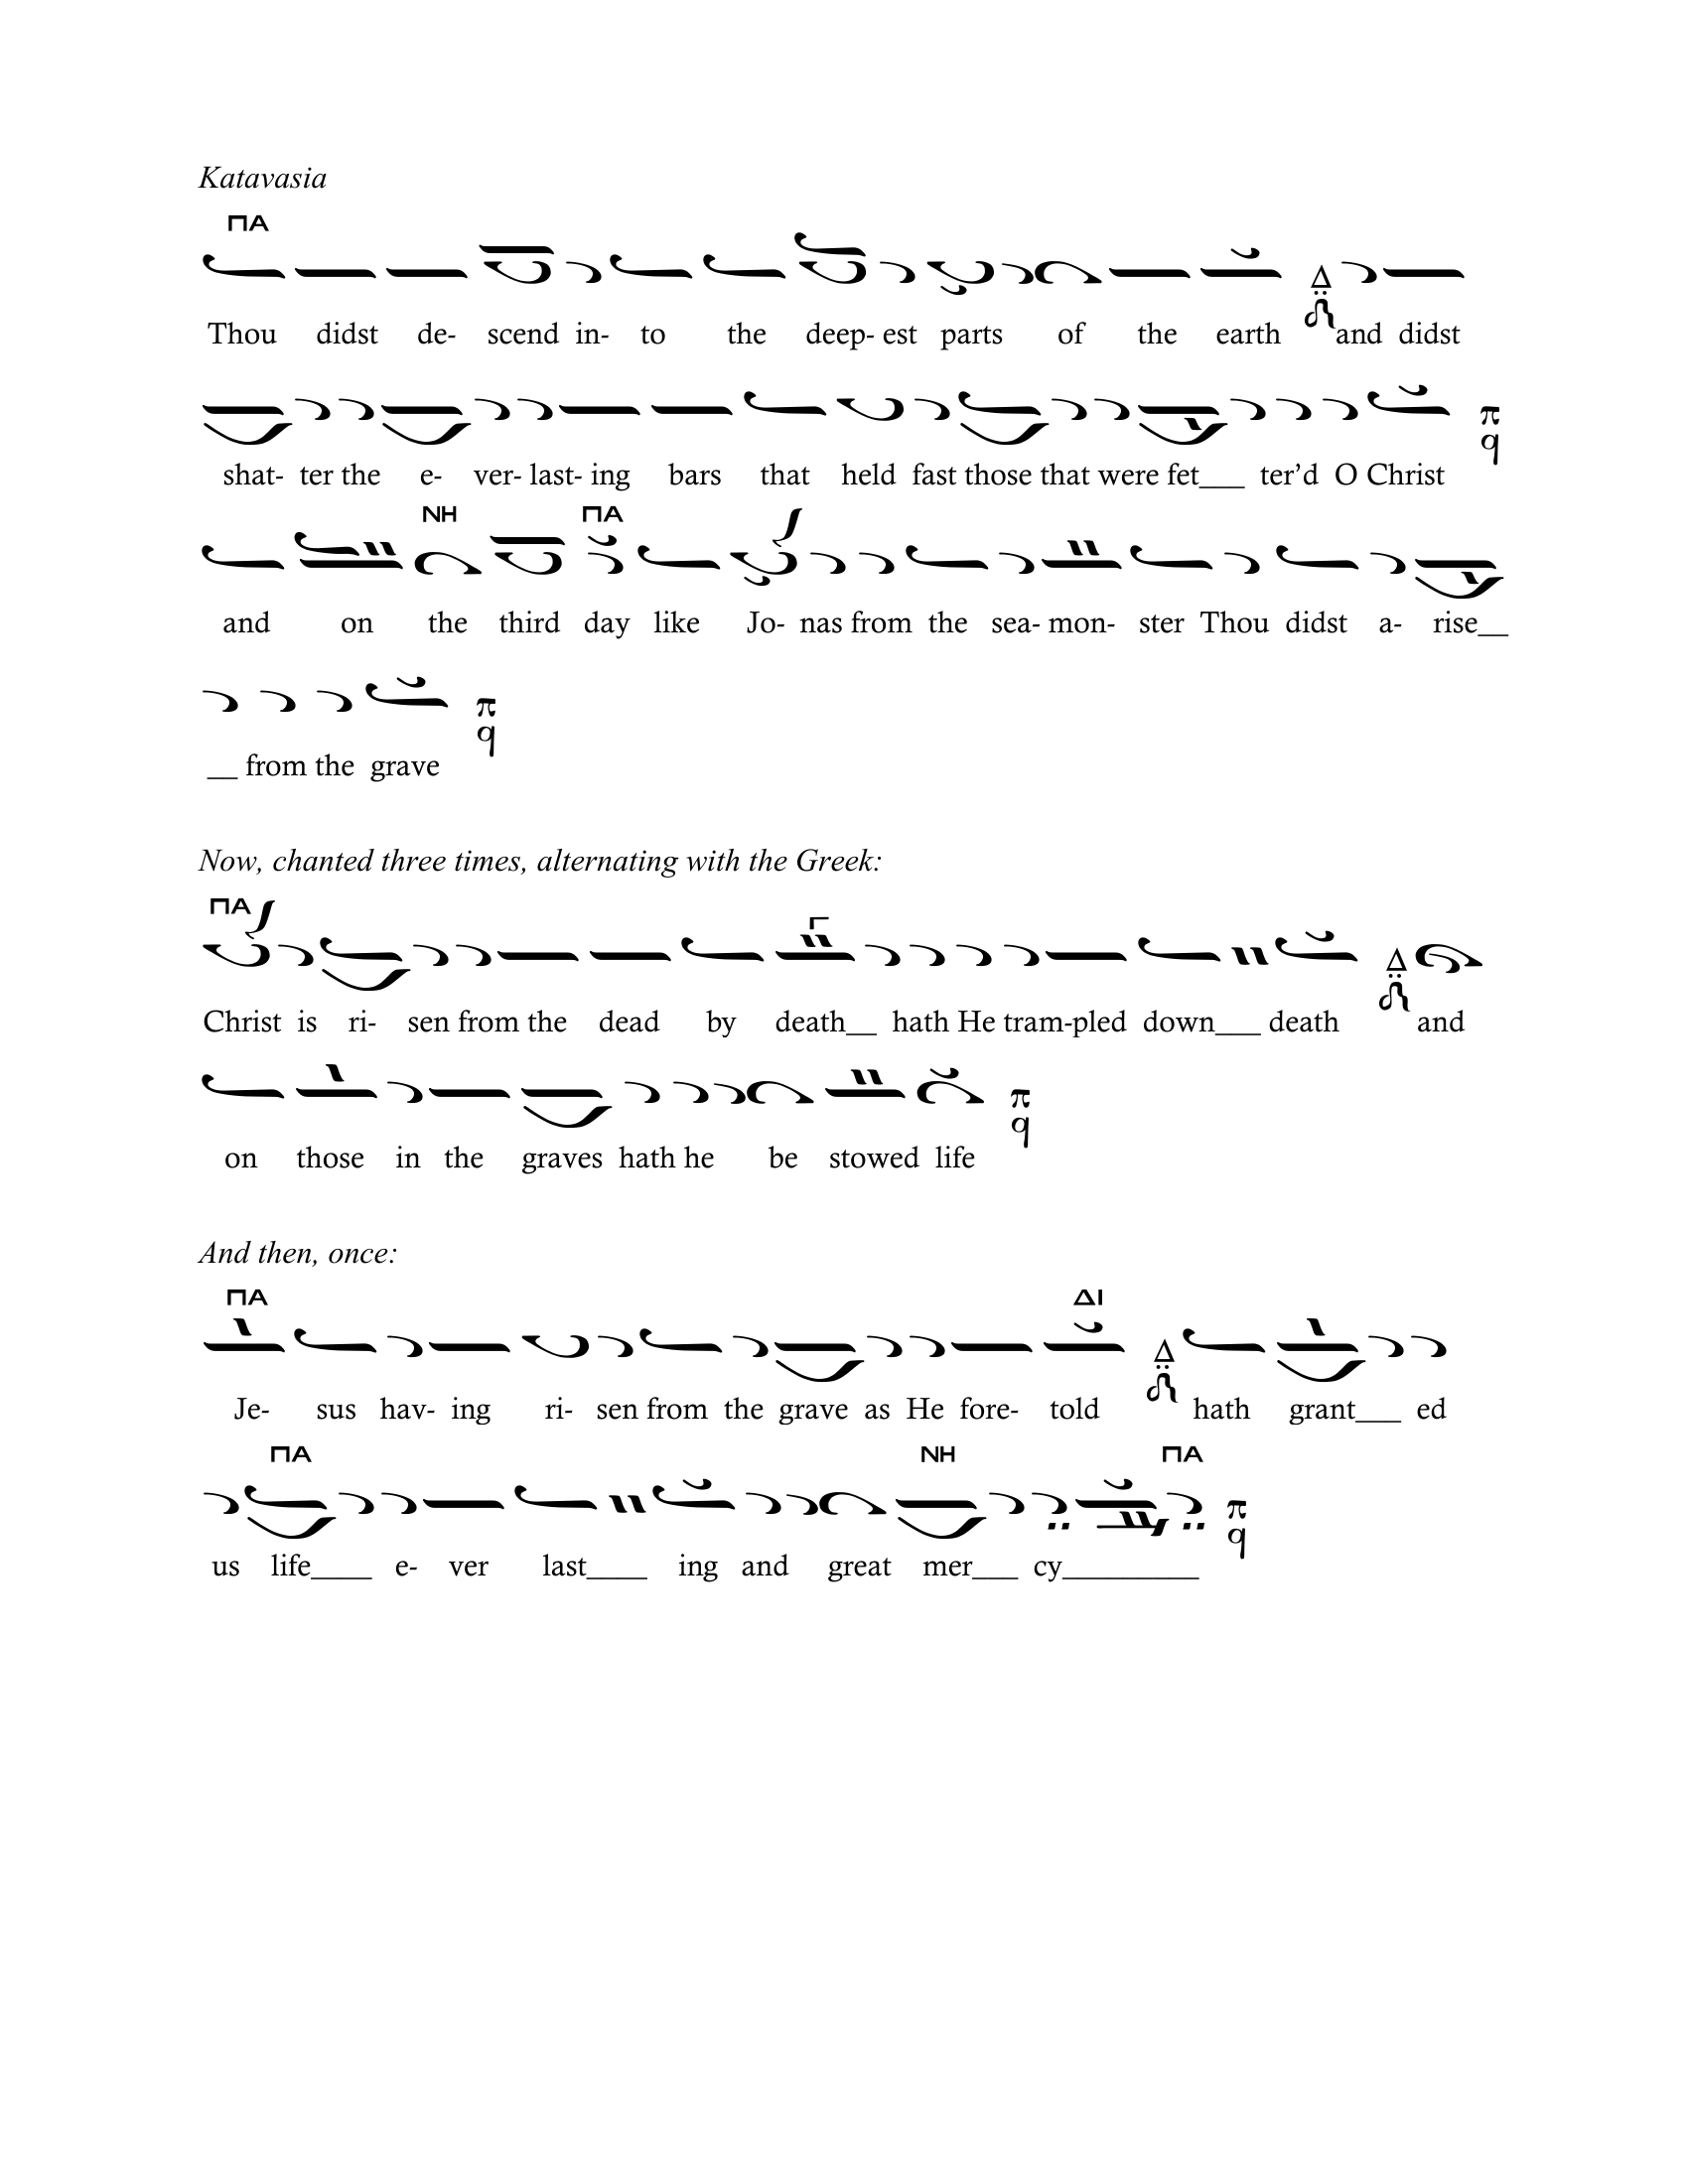 Katavasia
ΠΑ
Thou didst de- scend in- to the deep- est parts of the earth and didst
shat- ter the e- ver- last- ing bars that held fast those that were fet___ ter’d O Christ
ΝΗ ΠΑ
and on the third day like Jo- nas from the sea- mon- ster Thou didst a- rise__
__ from the grave
Now, chanted three times, alternating with the Greek:
ΠΑ
Christ is ri- sen from the dead by death__ hath He tram-pled down___ death and
on those in the graves hath he be stowed life
And then, once:
ΠΑ ΔΙ
Je- sus hav- ing ri- sen from the grave as He fore- told hath grant___ ed
ΠΑ ΝΗ ΠΑ
us life____ e- ver last____ ing and great mer___ cy_________